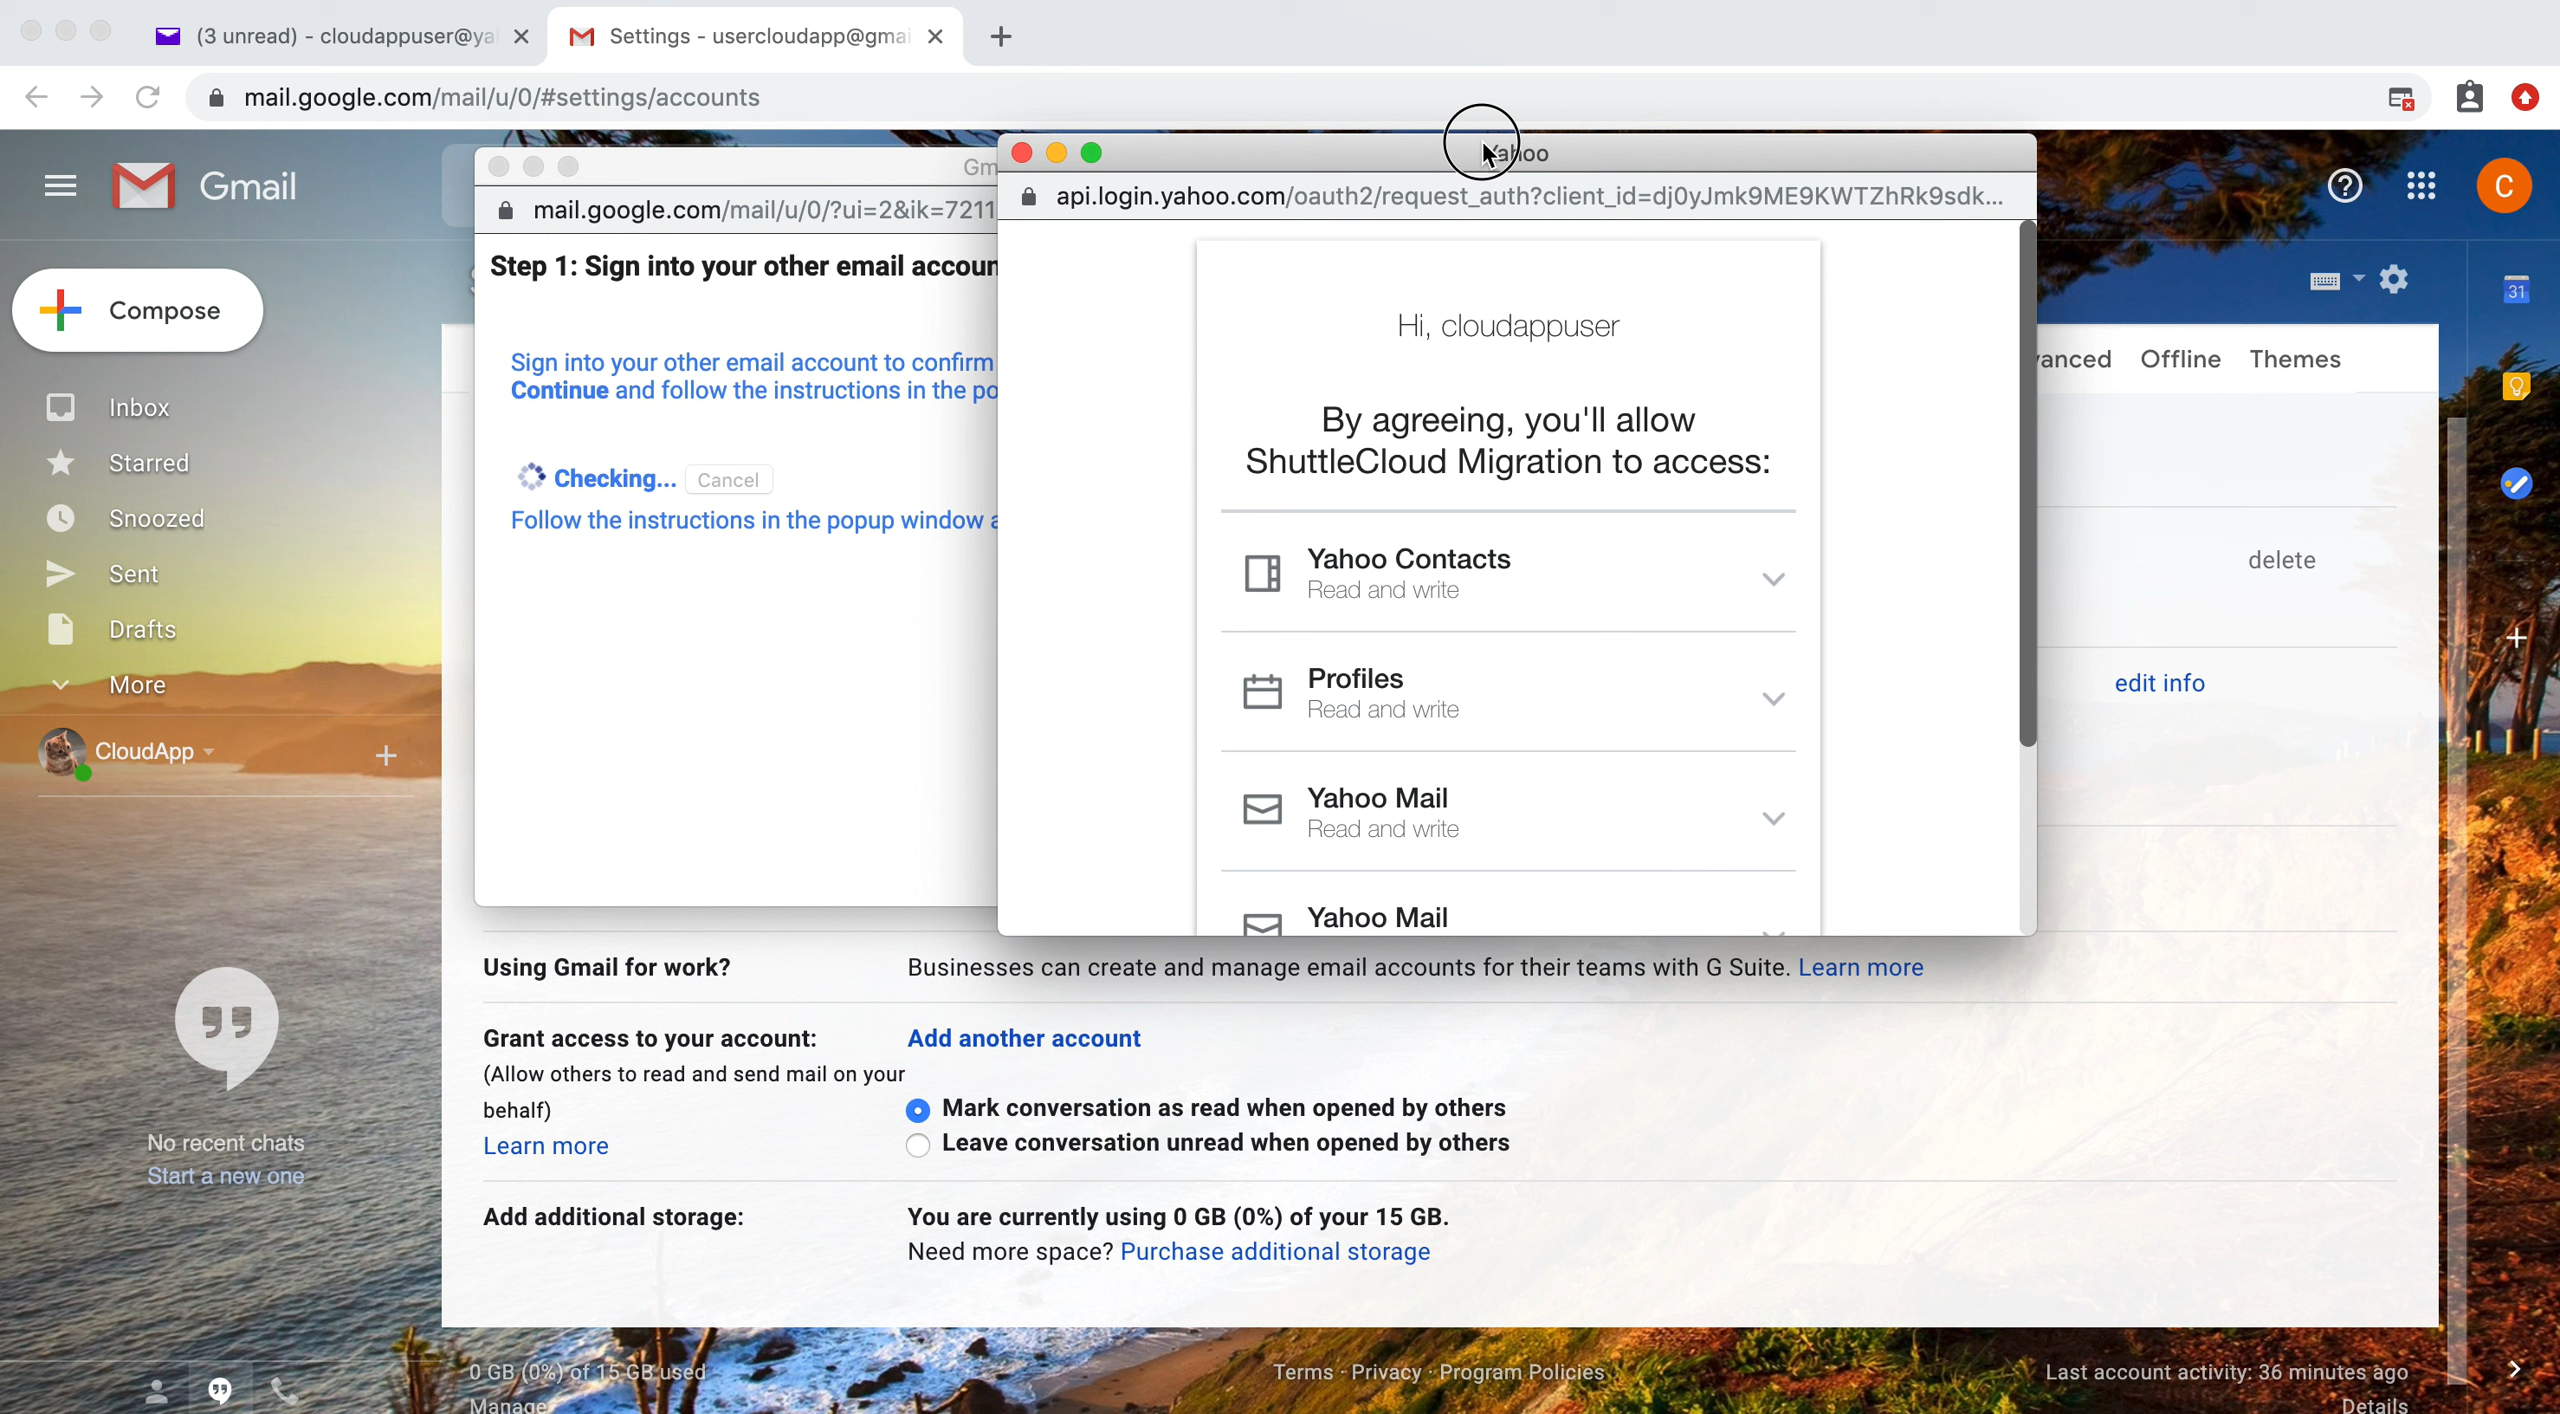 (3 unread) - cloudappuser@ya
Settings - usercloudapp@gmai
mail.google.com/mail/u/0/#settings/accounts
Gmail
Compose
Inbox
Starred
Snoozed
Sent
Drafts
More
CloudApp
No recent chats
Start a new one
Gm
mail.google.com/mail/u/0/?ui=2&ik=7211
Step 1: Sign into your other email accoun
Sign into your other email account to confirm
Continue and follow the instructions in the po
Checking... Cancel
Follow the instructions in the popup window a
Yahoo
api.login.yahoo.com/oauth2/request_auth?client_id=dj0yJmk9ME9KWTZhRk9sdk...
Hi, cloudappuser
By agreeing, you'll allow
ShuttleCloud Migration to access:
Yahoo Contacts
Read and write
Profiles
Read and write
Yahoo Mail
Read and write
Yahoo Mail
C
31
vanced Offline Themes
delete
edit info
Using Gmail for work? Businesses can create and manage email accounts for their teams with G Suite. Learn more
Grant access to your account: Add another account
(Allow others to read and send mail on your
behalf)
Learn more
Mark conversation as read when opened by others
Leave conversation unread when opened by others
Add additional storage: You are currently using 0 GB (0%) of your 15 GB.
Need more space? Purchase additional storage
0 GB (0%) of 15 GB used
Manage
Terms · Privacy · Program Policies
Last account activity: 36 minutes ago
Details